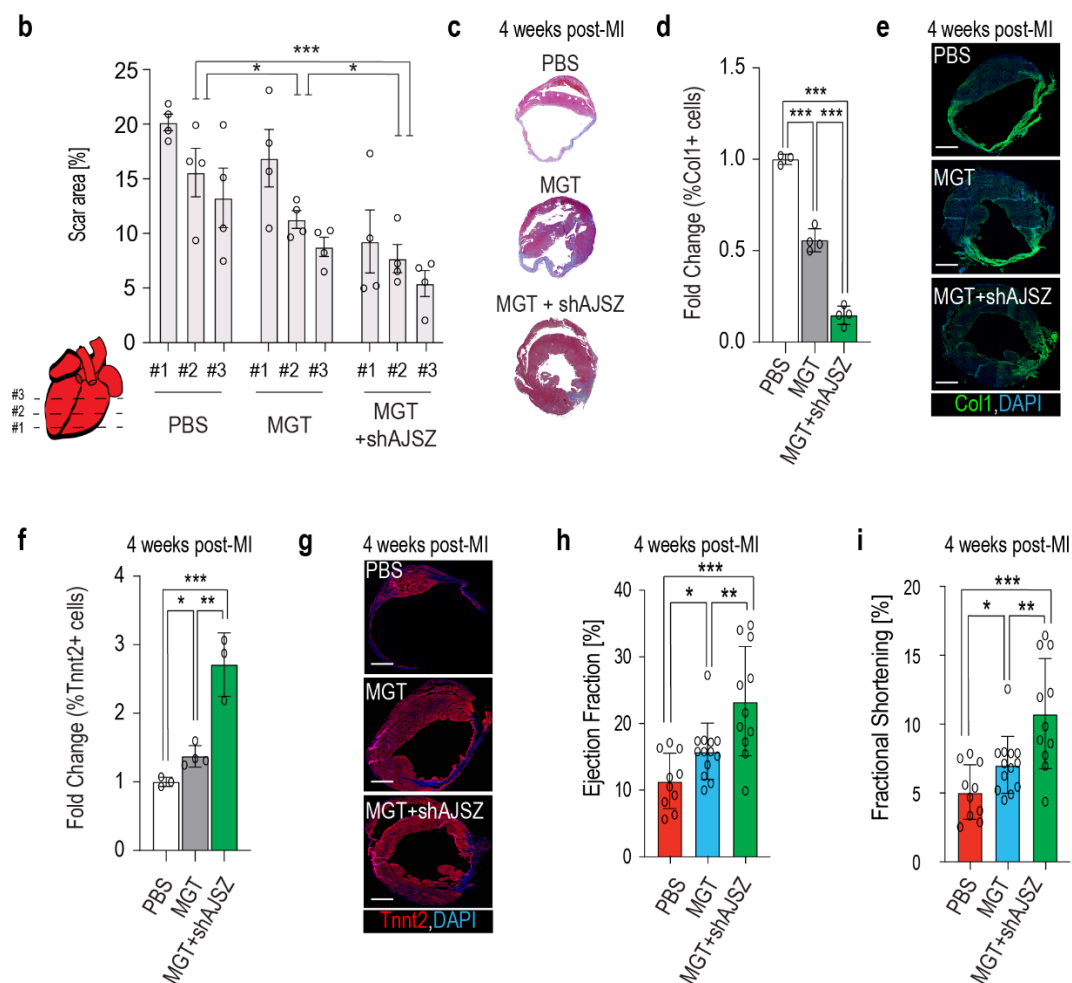 b
***
*
*
25
20
15
10
5
0
Scar area [%]
#1 #2 #3
#1 #2 #3
#1 #2 #3
PBS
MGT
MGT
+shAJSZ
#3
#2
#1
c
4 weeks post-MI
PBS
MGT
MGT + shAJSZ
d
***
*** ***
1.5
1.0
0.5
0.0
Fold Change (%Col1+ cells)
PBS
MGT
MGT+shAJSZ
e
4 weeks post-MI
PBS
MGT
MGT+shAJSZ
Col1,DAPI
f
4 weeks post-MI
***
* **
4
3
2
1
0
Fold Change (%Tnnt2+ cells)
PBS
MGT
MGT+shAJSZ
g
4 weeks post-MI
PBS
MGT
MGT+shAJSZ
Tnnt2,DAPI
h
4 weeks post-MI
***
* **
40
30
20
10
0
Ejection Fraction [%]
PBS
MGT
MGT+shAJSZ
i
4 weeks post-MI
***
* **
20
15
10
5
0
Fractional Shortening [%]
PBS
MGT
MGT+shAJSZ